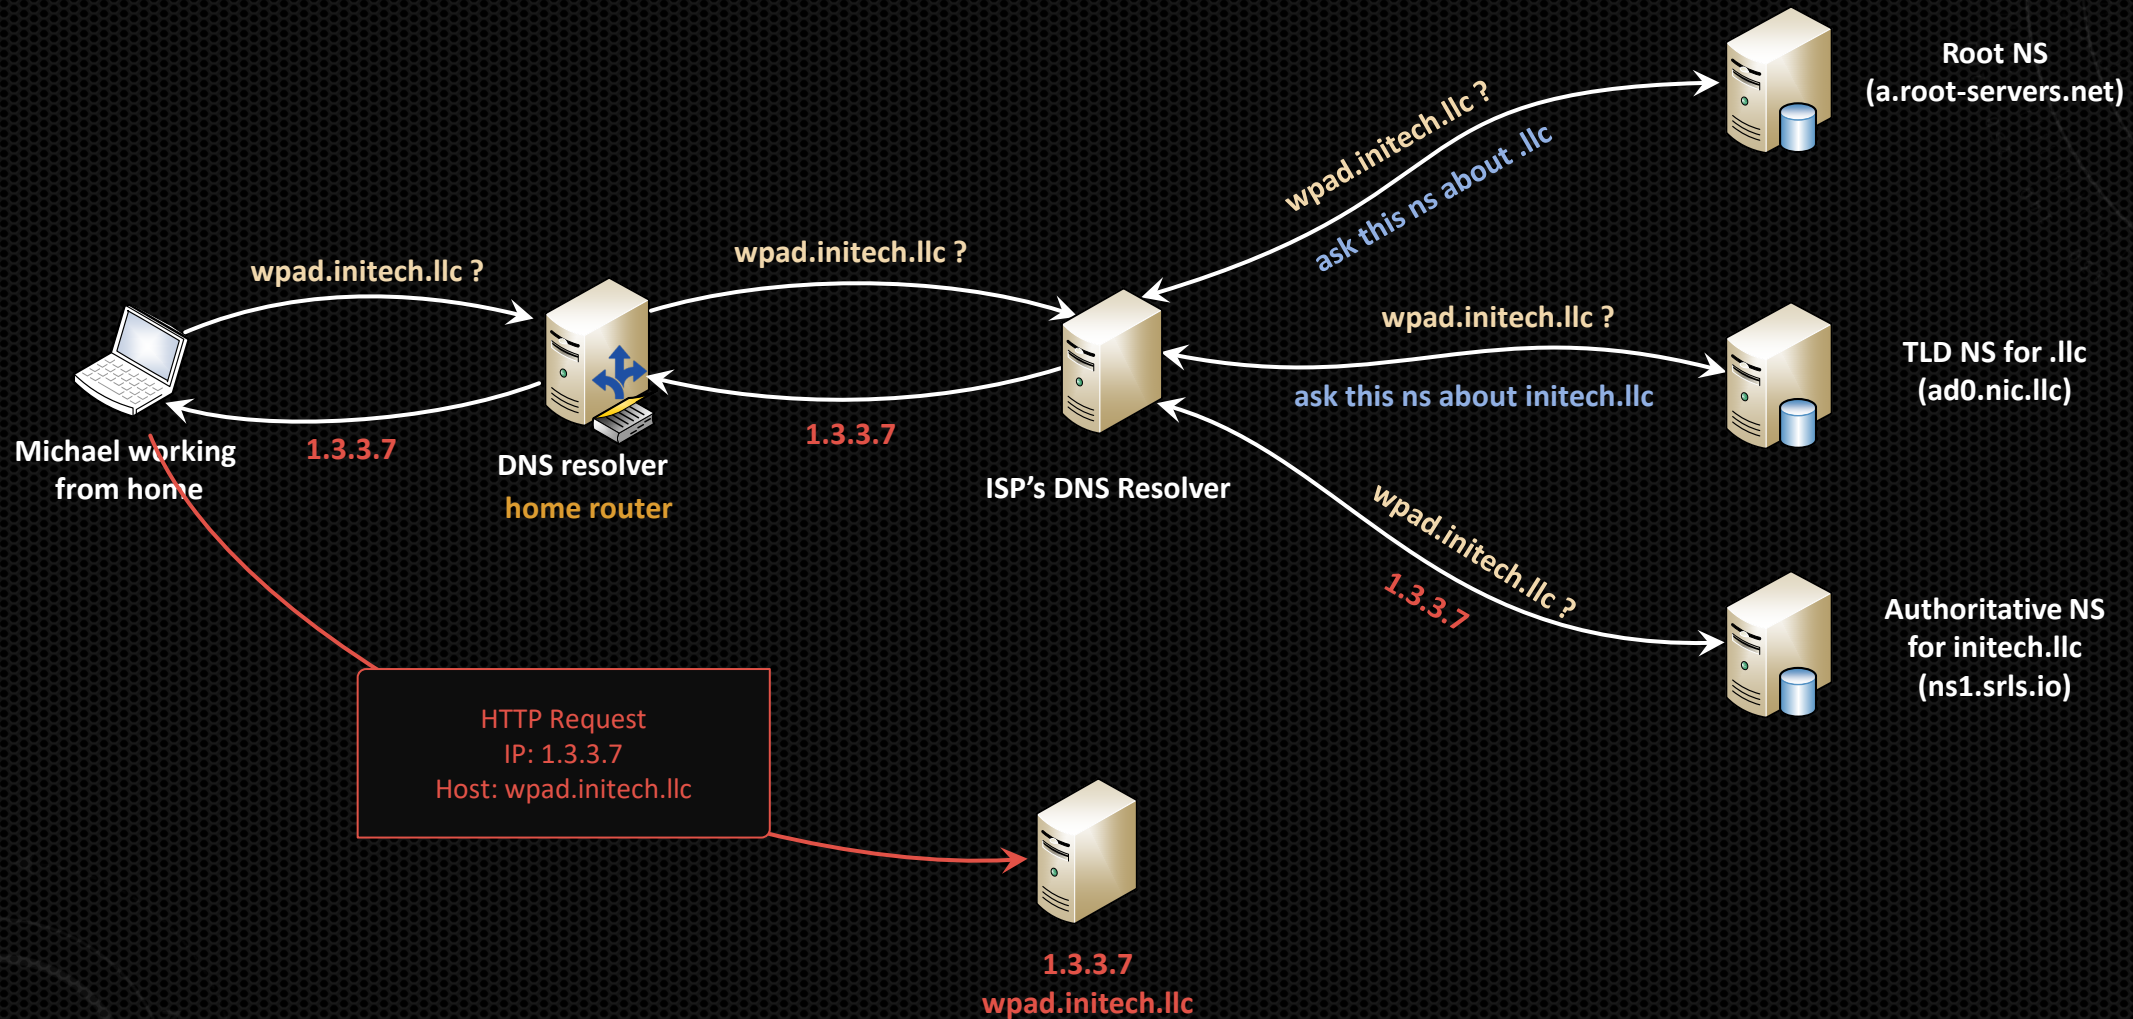 Root NS
(a.root-servers.net)
wpad.initech.llc ?
ask this ns about .llc
wpad.initech.llc ?
wpad.initech.llc ?
wpad.initech.llc ?
ask this ns about initech.llc
TLD NS for .llc
(ad0.nic.llc)
1.3.3.7
1.3.3.7
Michael working
from home
DNS resolver
home router
ISP’s DNS Resolver
wpad.initech.llc ?
1.3.3.7
Authoritative NS
for initech.llc
(ns1.srls.io)
HTTP Request
IP: 1.3.3.7
Host: wpad.initech.llc
1.3.3.7
wpad.initech.llc